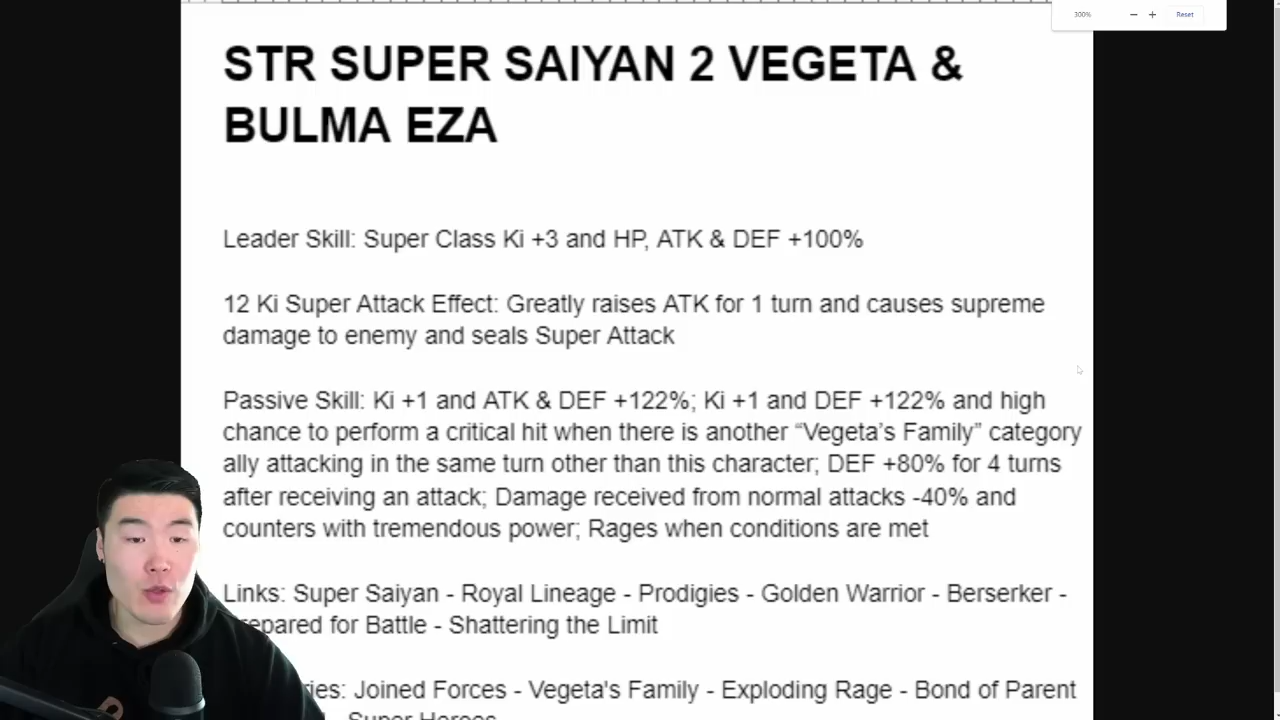 300%
Reset
STR SUPER SAIYAN 2 VEGETA &
BULMA EZA
Leader Skill: Super Class Ki +3 and HP, ATK & DEF +100%
12 Ki Super Attack Effect: Greatly raises ATK for 1 turn and causes supreme
damage to enemy and seals Super Attack
Passive Skill: Ki +1 and ATK & DEF +122%; Ki +1 and DEF +122% and high
chance to perform a critical hit when there is another “Vegeta’s Family” category
ally attacking in the same turn other than this character; DEF +80% for 4 turns
after receiving an attack; Damage received from normal attacks -40% and
counters with tremendous power; Rages when conditions are met
Links: Super Saiyan - Royal Lineage - Prodigies - Golden Warrior - Berserker -
repared for Battle - Shattering the Limit
ries: Joined Forces - Vegeta's Family - Exploding Rage - Bond of Parent
Super Heroes